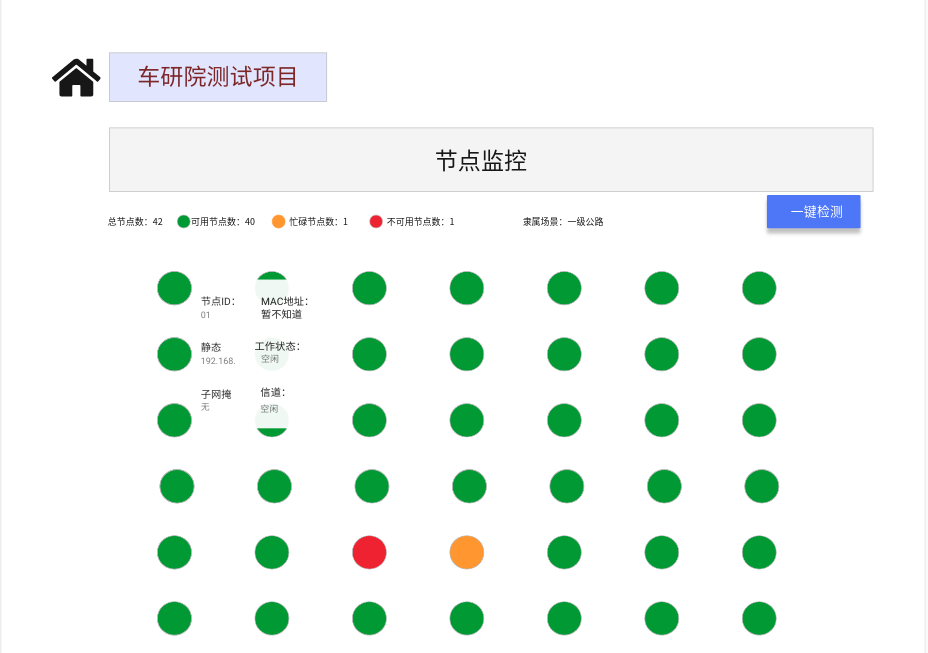 车研院测试项目
节点监控
总节点数：42 可用节点数：40 忙碌节点数：1 不可用节点数：1 隶属场景：一级公路
一键检测
节点ID：
01
MAC地址：
暂不知道
静态
192.168.
工作状态：
空闲
子网掩
无
信道：
空闲